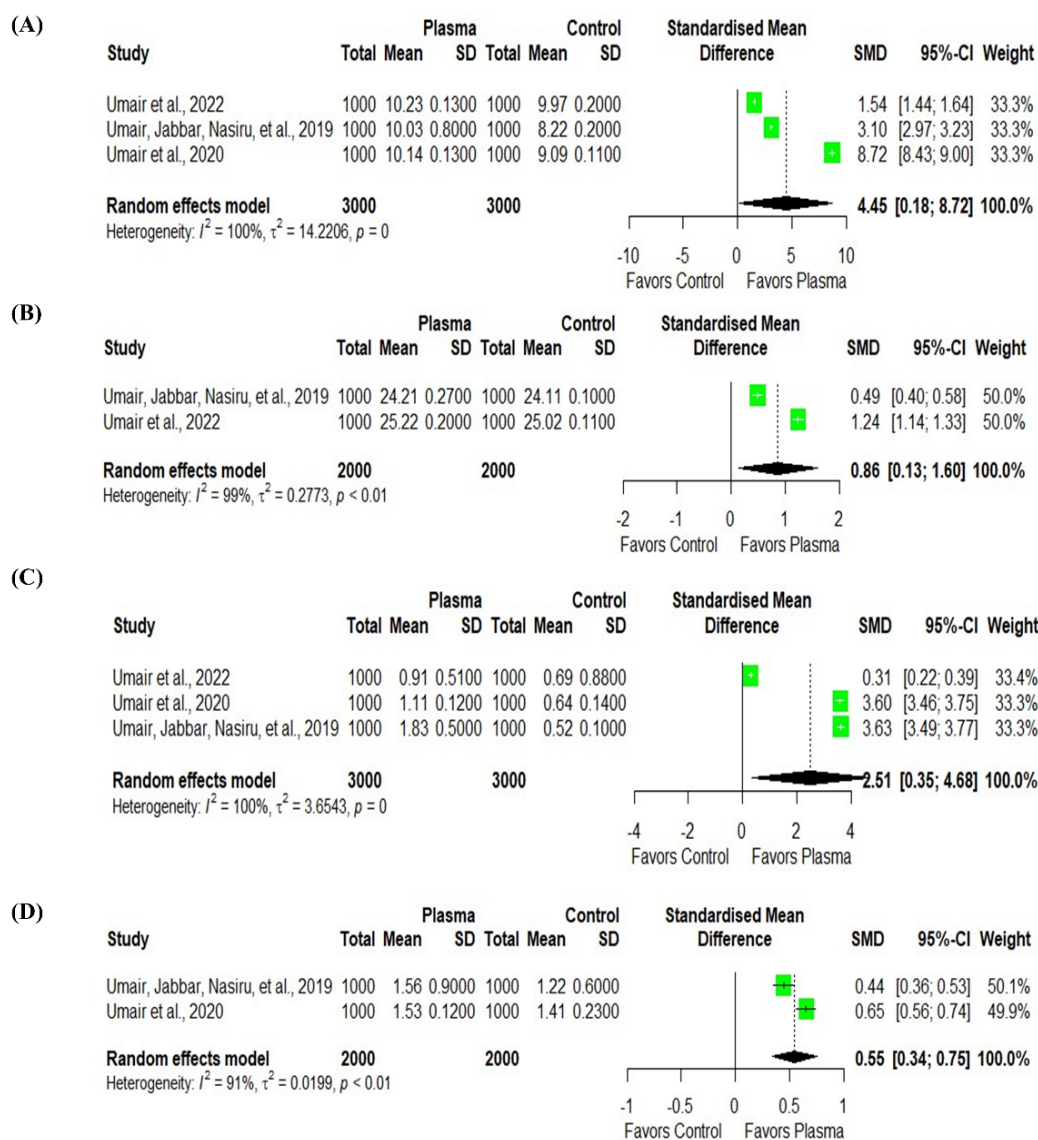 (A)
Plasma Control Standardised Mean
Study Total Mean SD Total Mean SD Difference SMD 95%-CI Weight
Umair et al., 2022 1000 10.23 0.1300 1000 9.97 0.2000 1.54 [1.44; 1.64] 33.3%
Umair, Jabbar, Nasiru, et al., 2019 1000 10.03 0.8000 1000 8.22 0.2000 3.10 [2.97; 3.23] 33.3%
Umair et al., 2020 1000 10.14 0.1300 1000 9.09 0.1100 8.72 [8.43; 9.00] 33.3%
Random effects model 3000 3000 4.45 [0.18; 8.72] 100.0%
Heterogeneity: I² = 100%, τ² = 14.2206, p = 0
-10 -5 0 5 10
Favors Control Favors Plasma
(B)
Plasma Control Standardised Mean
Study Total Mean SD Total Mean SD Difference SMD 95%-CI Weight
Umair, Jabbar, Nasiru, et al., 2019 1000 24.21 0.2700 1000 24.11 0.1000 0.49 [0.40; 0.58] 50.0%
Umair et al., 2022 1000 25.22 0.2000 1000 25.02 0.1100 1.24 [1.14; 1.33] 50.0%
Random effects model 2000 2000 0.86 [0.13; 1.60] 100.0%
Heterogeneity: I² = 99%, τ² = 0.2773, p < 0.01
-2 -1 0 1 2
Favors Control Favors Plasma
(C)
Plasma Control Standardised Mean
Study Total Mean SD Total Mean SD Difference SMD 95%-CI Weight
Umair et al., 2022 1000 0.91 0.5100 1000 0.69 0.8800 0.31 [0.22; 0.39] 33.4%
Umair et al., 2020 1000 1.11 0.1200 1000 0.64 0.1400 3.60 [3.46; 3.75] 33.3%
Umair, Jabbar, Nasiru, et al., 2019 1000 1.83 0.5000 1000 0.52 0.1000 3.63 [3.49; 3.77] 33.3%
Random effects model 3000 3000 2.51 [0.35; 4.68] 100.0%
Heterogeneity: I² = 100%, τ² = 3.6543, p = 0
-4 -2 0 2 4
Favors Control Favors Plasma
(D)
Plasma Control Standardised Mean
Study Total Mean SD Total Mean SD Difference SMD 95%-CI Weight
Umair, Jabbar, Nasiru, et al., 2019 1000 1.56 0.9000 1000 1.22 0.6000 0.44 [0.36; 0.53] 50.1%
Umair et al., 2020 1000 1.53 0.1200 1000 1.41 0.2300 0.65 [0.56; 0.74] 49.9%
Random effects model 2000 2000 0.55 [0.34; 0.75] 100.0%
Heterogeneity: I² = 91%, τ² = 0.0199, p < 0.01
-1 -0.5 0 0.5 1
Favors Control Favors Plasma